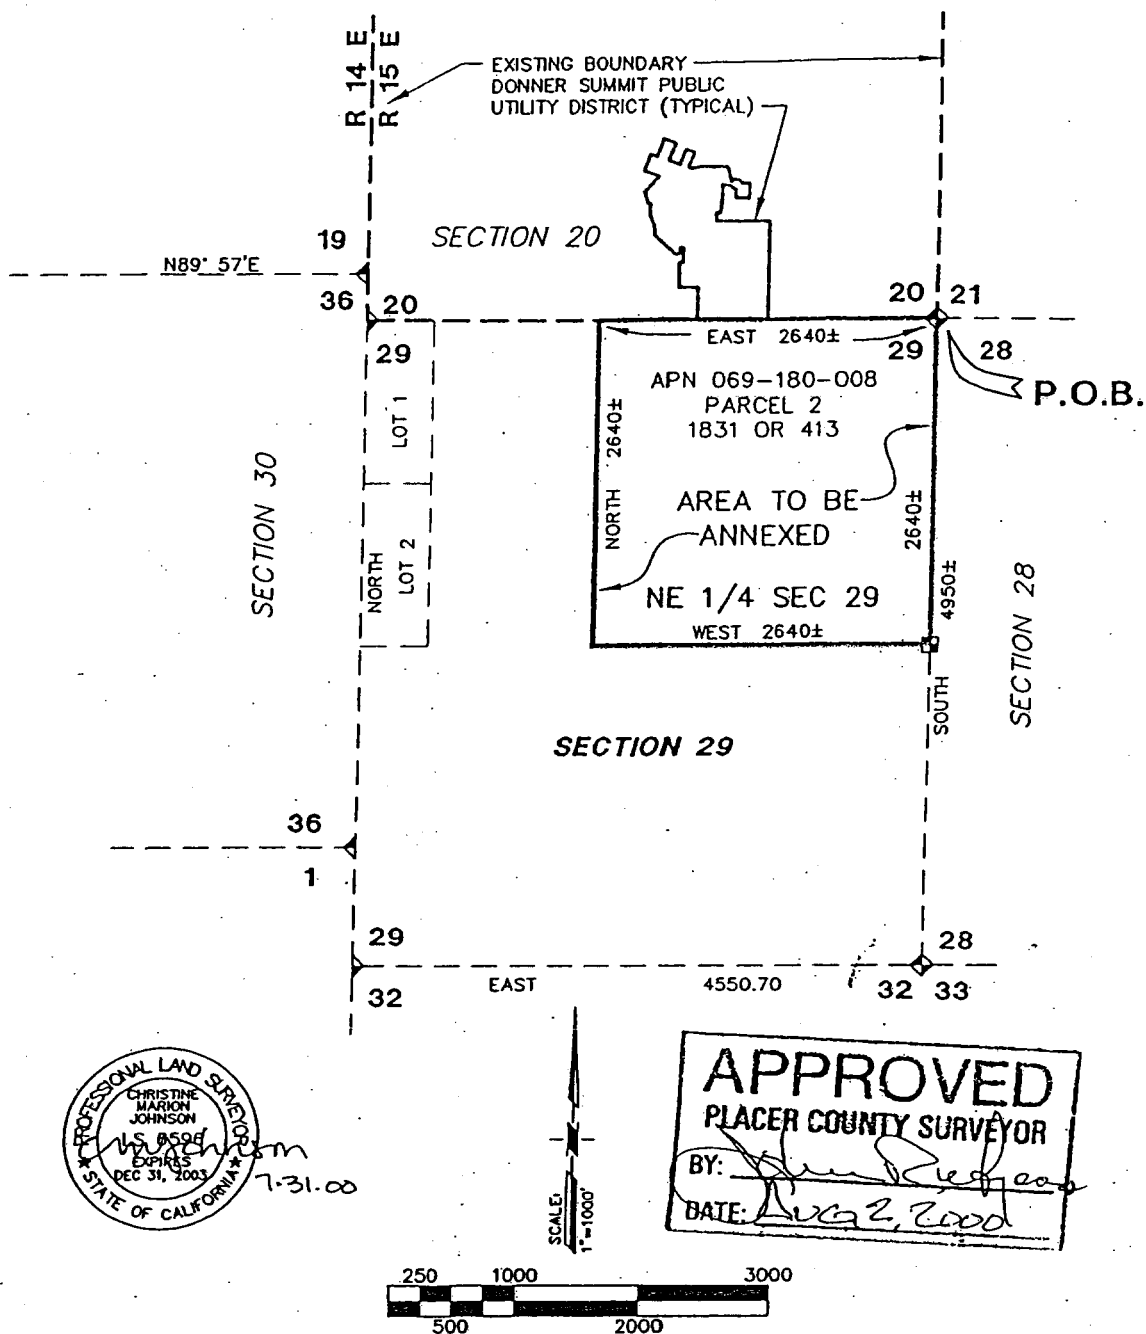 R 14 E
R 15 E
EXISTING BOUNDARY
DONNER SUMMIT PUBLIC
UTILITY DISTRICT (TYPICAL)
19
SECTION 20
N89° 57'E
36
20
20
21
EAST 2640±
29
29
28
P.O.B.
APN 069-180-008
PARCEL 2
1831 OR 413
LOT 1
2640±
NORTH
AREA TO BE
ANNEXED
2640±
SECTION 30
NORTH
LOT 2
NE 1/4 SEC 29
4950±
WEST 2640±
SECTION 28
SOUTH
SECTION 29
36
1
29
28
32
EAST
4550.70
32
33
PROFESSIONAL LAND SURVEYOR
CHRISTINE
MARION
JOHNSON
EXPIRES
DEC 31, 2003
STATE OF CALIFORNIA
7-31-00
SCALE:
1"=1000'
APPROVED
PLACER COUNTY SURVEYOR
BY:
DATE: Aug 2, 2000
250 1000 3000
500 2000